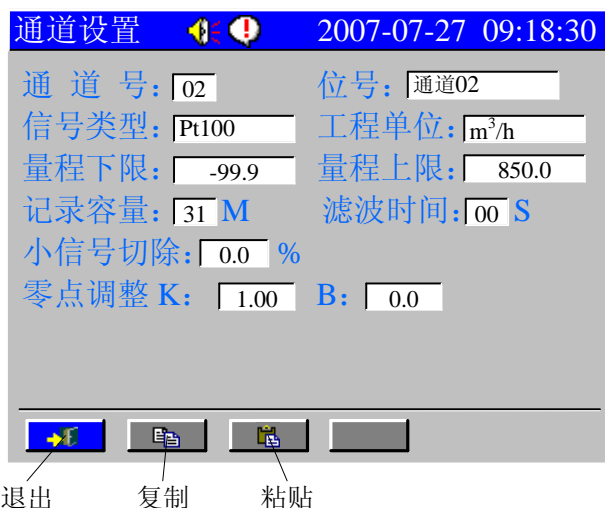 通道设置 2007-07-27 09:18:30
通 道 号: 02 位号: 通道02
信号类型: Pt100 工程单位: m³/h
量程下限: -99.9 量程上限: 850.0
记录容量: 31 M 滤波时间: 00 S
小信号切除: 0.0 %
零点调整 K: 1.00 B: 0.0
退出 复制 粘贴